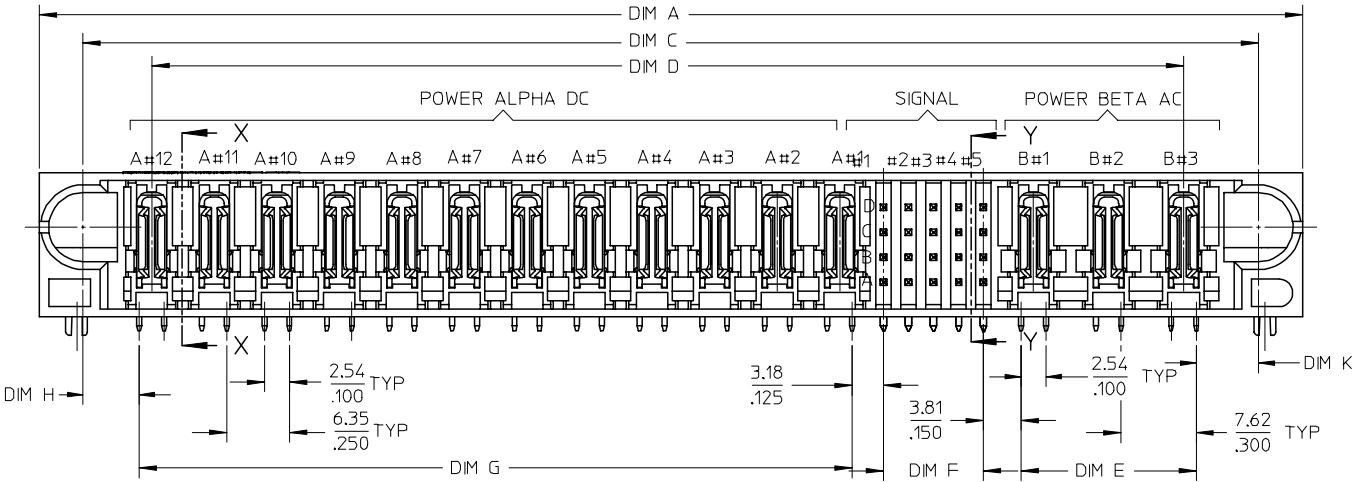 DIM A
DIM C
DIM D
POWER ALPHA DC SIGNAL POWER BETA AC
X X Y Y
A#12 A#11 A#10 A#9 A#8 A#7 A#6 A#5 A#4 A#3 A#2 A#1 #1 #2 #3 #4 #5 B#1 B#2 B#3
D
C
B
A
DIM H
2.54
.100 TYP
6.35
.250 TYP
3.18
.125
3.81
.150
2.54
.100 TYP
7.62
.300 TYP
DIM K
DIM G
DIM F
DIM E